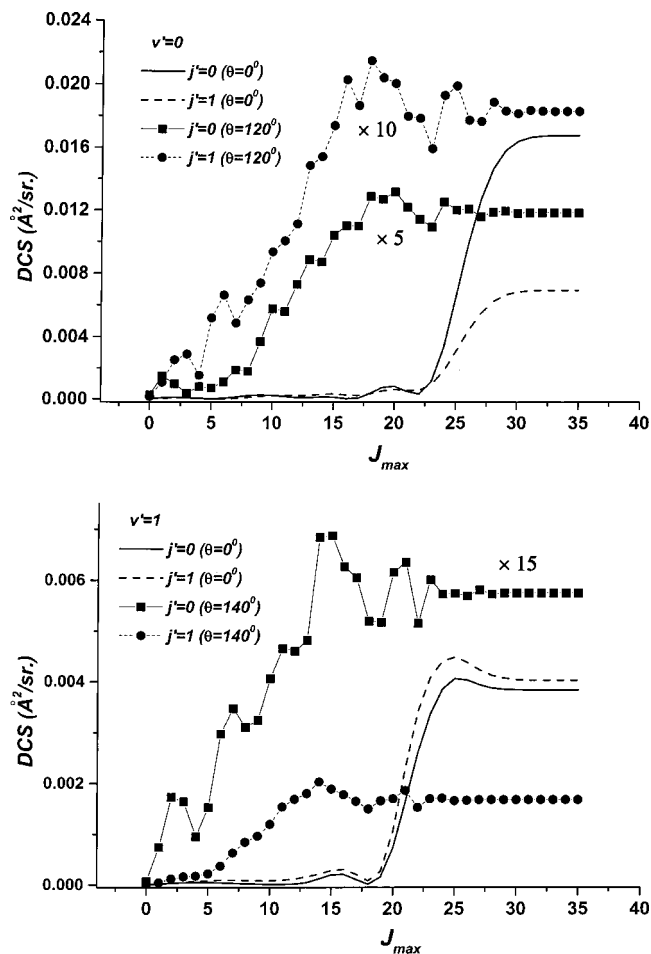 0.024
0.020
0.016
0.012
0.008
0.004
0.000
DCS (Å²/sr.)
v'=0
j'=0 (θ=0⁰)
j'=1 (θ=0⁰)
j'=0 (θ=120⁰)
j'=1 (θ=120⁰)
× 10
× 5
0 5 10 15 20 25 30 35 40
J_max
0.006
0.004
0.002
0.000
DCS (Å²/sr.)
v'=1
j'=0 (θ=0⁰)
j'=1 (θ=0⁰)
j'=0 (θ=140⁰)
j'=1 (θ=140⁰)
× 15
0 5 10 15 20 25 30 35 40
J_max